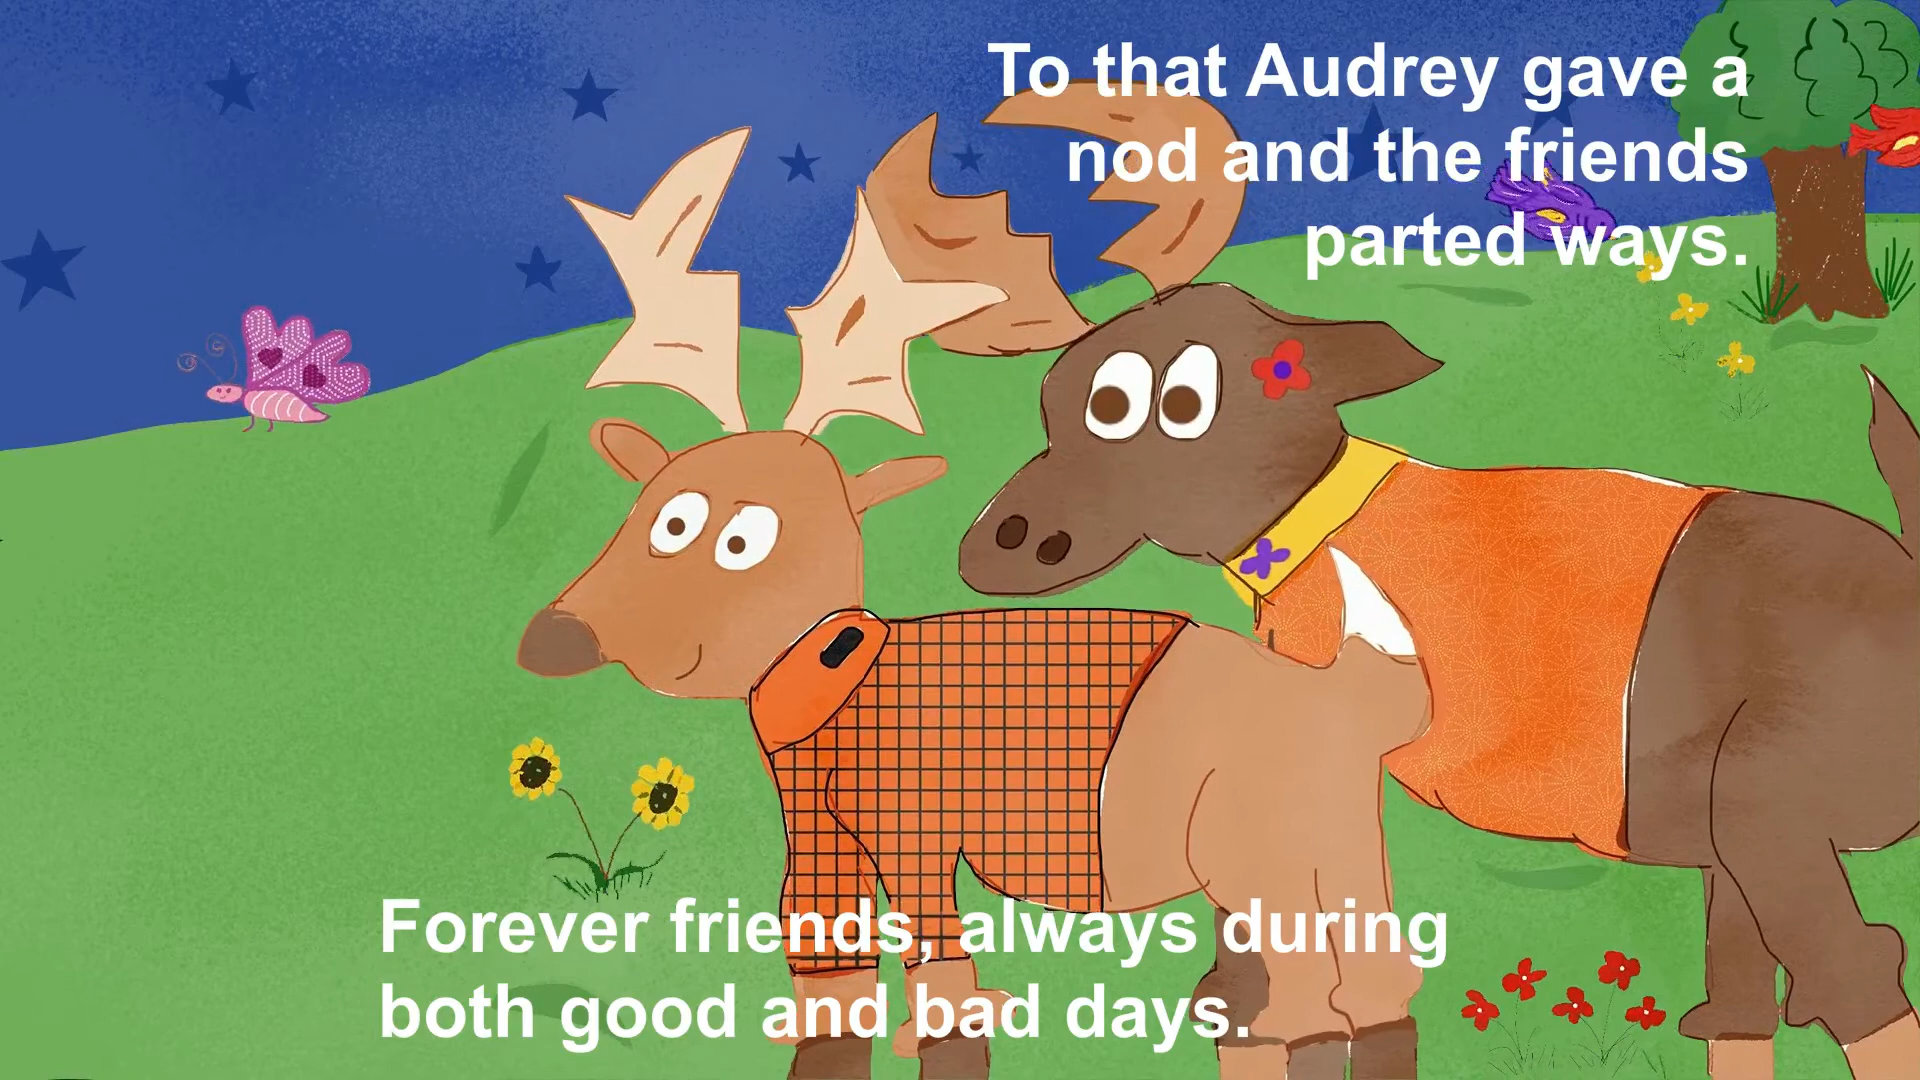 To that Audrey gave a
nod and the friends
parted ways.
Forever friends, always during
both good and bad days.